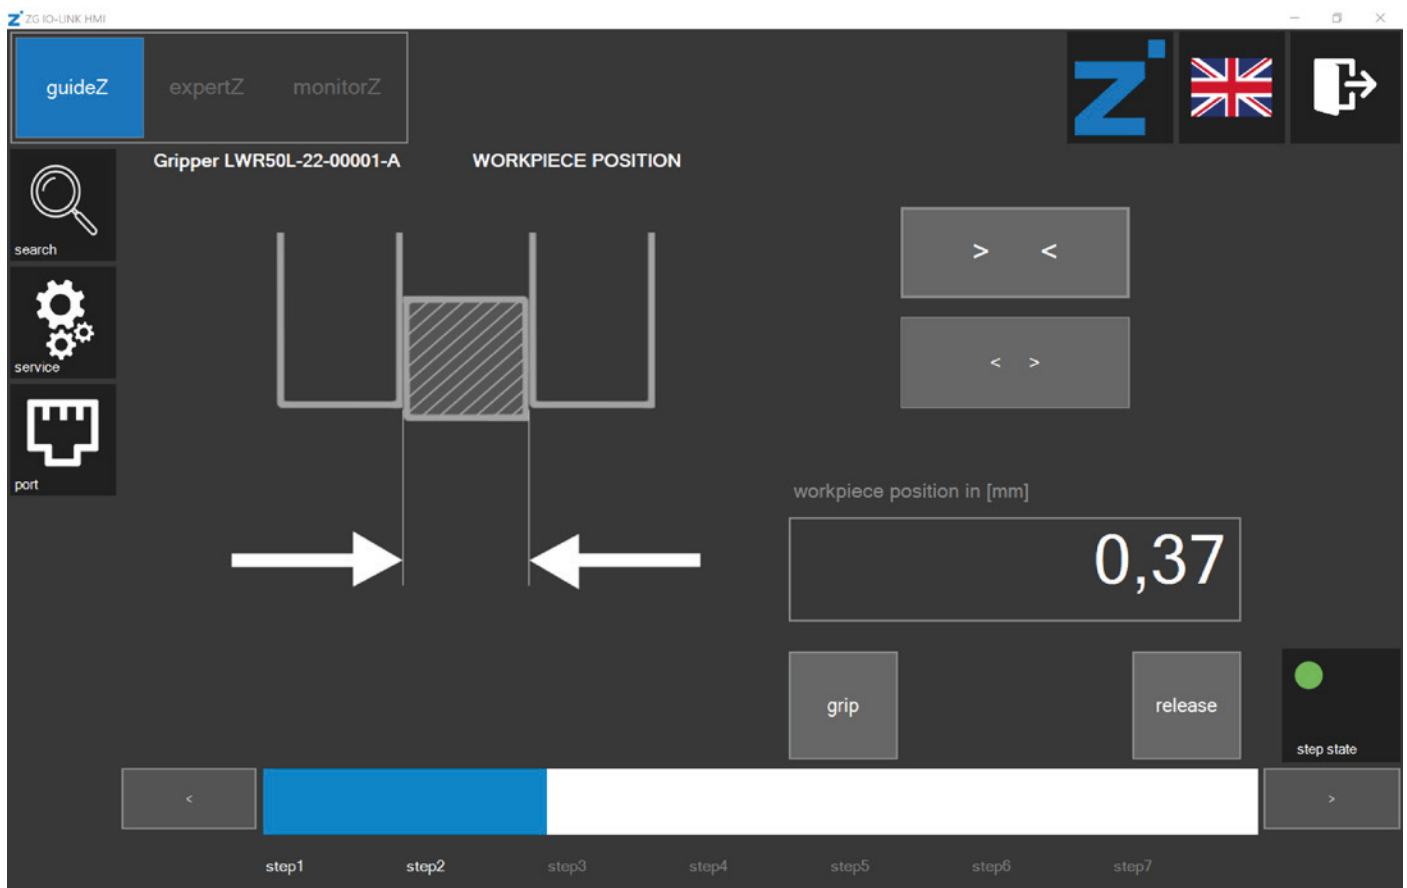 ZG IO-LINK HMI
guideZ expertZ monitorZ
Gripper LWR50L-22-00001-A WORKPIECE POSITION
search
> <
service
< >
port
workpiece position in [mm]
0,37
grip release
step state
< >
step1 step2 step3 step4 step5 step6 step7